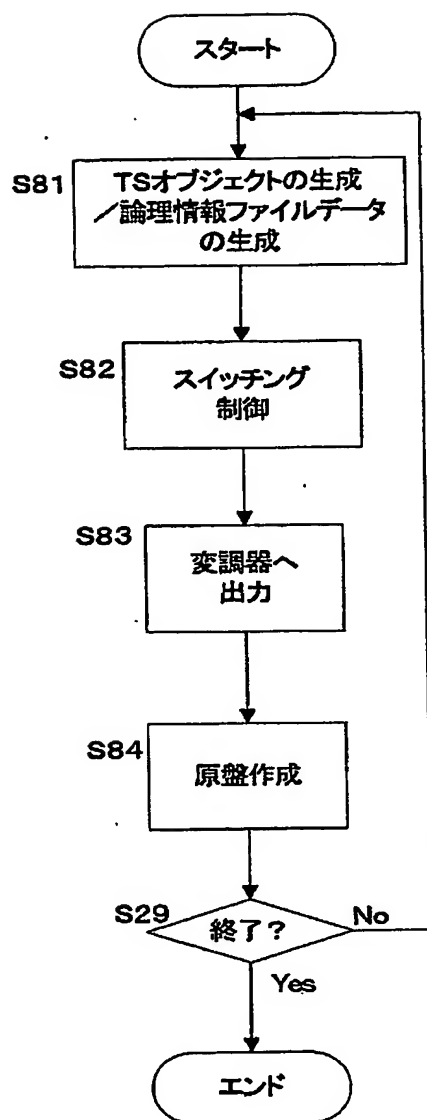 スタート
S81
TSオブジェクトの生成
／論理情報ファイルデータ
の生成
S82
スイッチング
制御
S83
変調器へ
出力
S84
原盤作成
S29
終了？
No
Yes
エンド